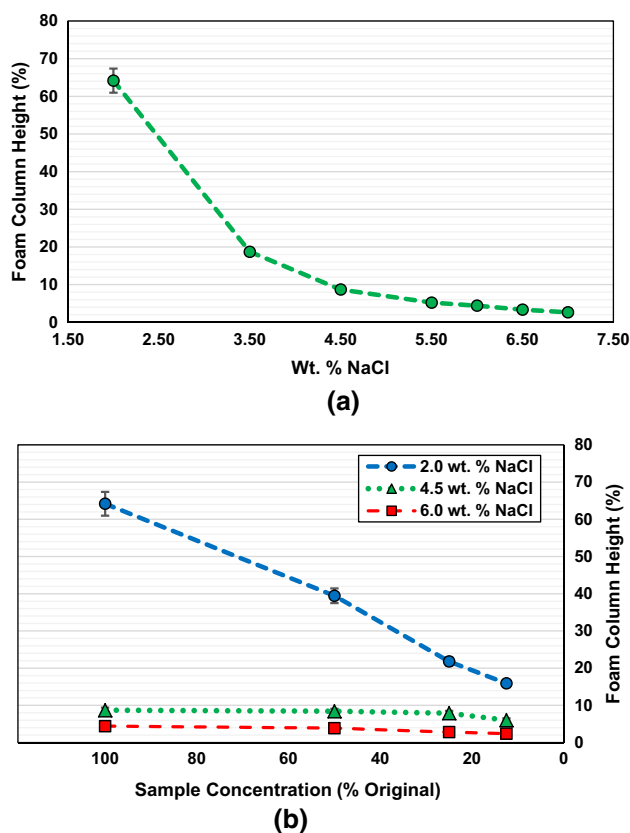 80
70
60
50
40
30
20
10
0
Foam Column Height (%)
1.50 2.50 3.50 4.50 5.50 6.50 7.50
Wt. % NaCl
(a)
2.0 wt. % NaCl
4.5 wt. % NaCl
6.0 wt. % NaCl
80
70
60
50
40
30
20
10
0
Foam Column Height (%)
100 80 60 40 20 0
Sample Concentration (% Original)
(b)